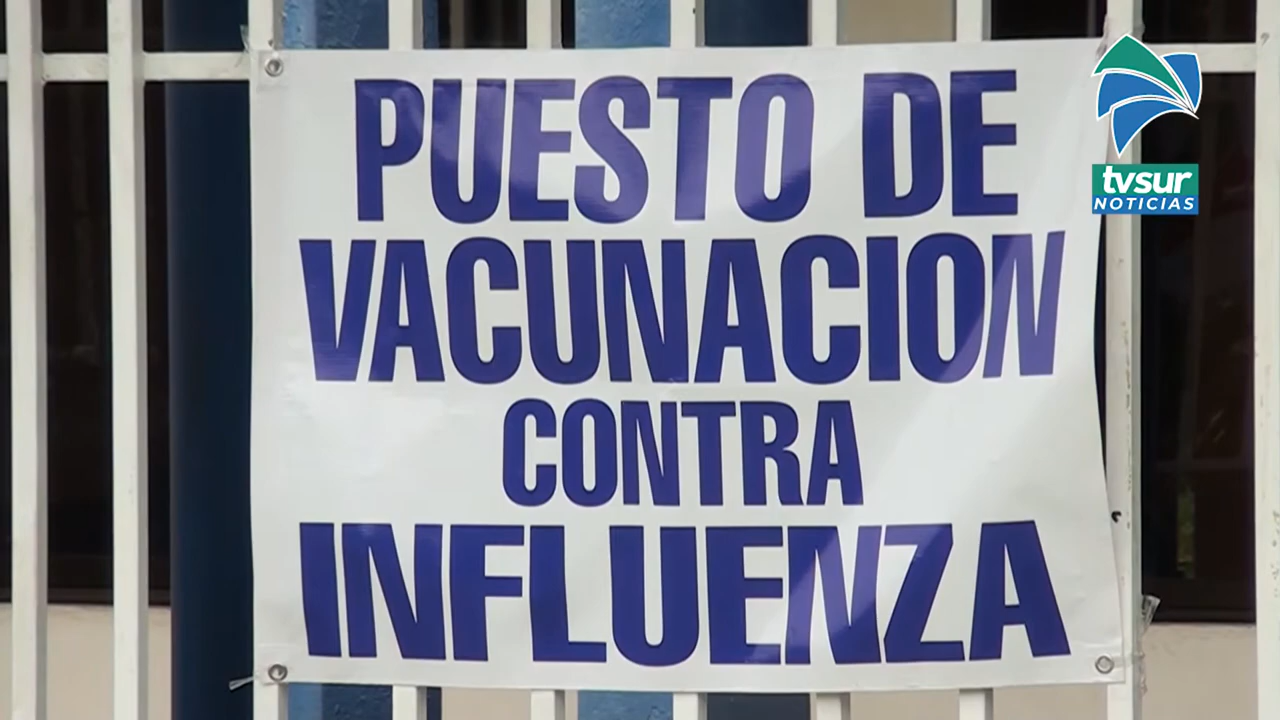 PUESTO DE
VACUNACION
CONTRA
INFLUENZA
tvsur
NOTICIAS